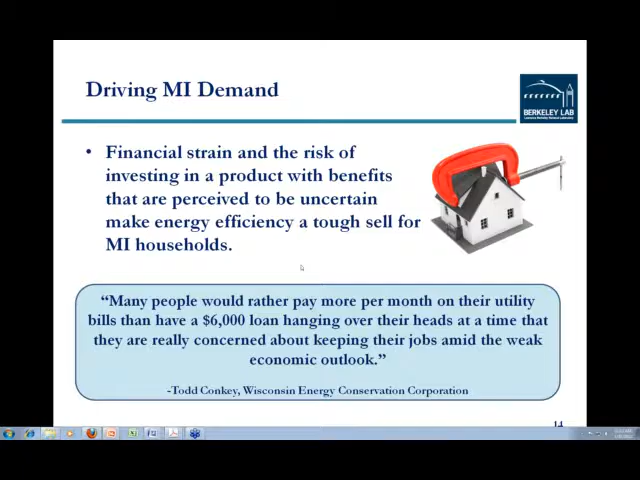 Driving MI Demand
BERKELEY LAB
• Financial strain and the risk of
investing in a product with benefits
that are perceived to be uncertain
make energy efficiency a tough sell for
MI households.
“Many people would rather pay more per month on their utility
bills than have a $6,000 loan hanging over their heads at a time that
they are really concerned about keeping their jobs amid the weak
economic outlook.”
-Todd Conkey, Wisconsin Energy Conservation Corporation
14